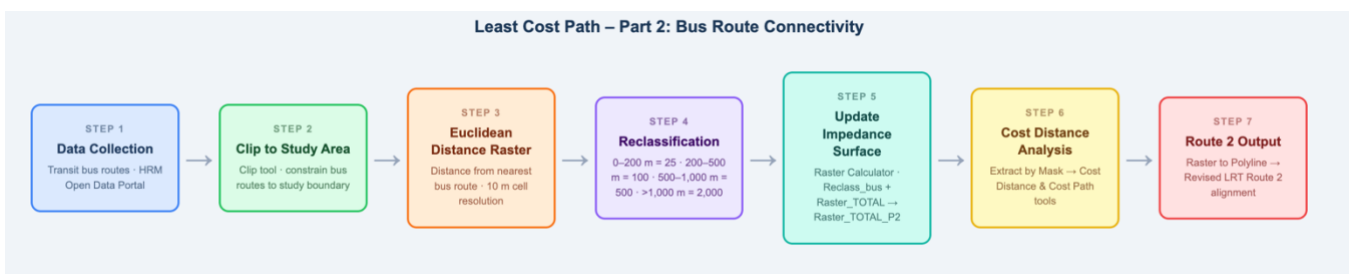 Least Cost Path – Part 2: Bus Route Connectivity
STEP 1
Data Collection
Transit bus routes · HRM
Open Data Portal
STEP 2
Clip to Study Area
Clip tool · constrain bus
routes to study boundary
STEP 3
Euclidean
Distance Raster
Distance from nearest
bus route · 10 m cell
resolution
STEP 4
Reclassification
0–200 m = 25 · 200–500
m = 100 · 500–1,000 m =
500 · >1,000 m = 2,000
STEP 5
Update
Impedance
Surface
Raster Calculator ·
Reclass_bus +
Raster_TOTAL →
Raster_TOTAL_P2
STEP 6
Cost Distance
Analysis
Extract by Mask → Cost
Distance & Cost Path
tools
STEP 7
Route 2 Output
Raster to Polyline →
Revised LRT Route 2
alignment